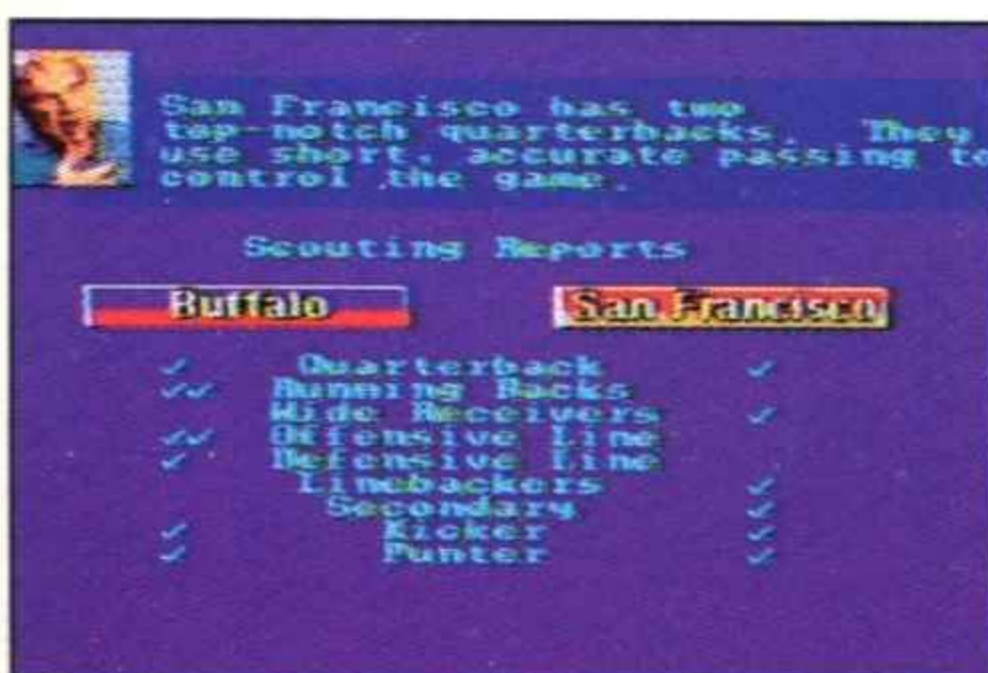 San Francisco has two
top-notch quarterbacks. They
use short, accurate passing to
control the game.
Scouting Reports
Buffalo
San Francisco
Quarterback
Running Backs
Wide Receivers
Offensive Line
Defensive Line
Linebackers
Secondary
Kicker
Punter